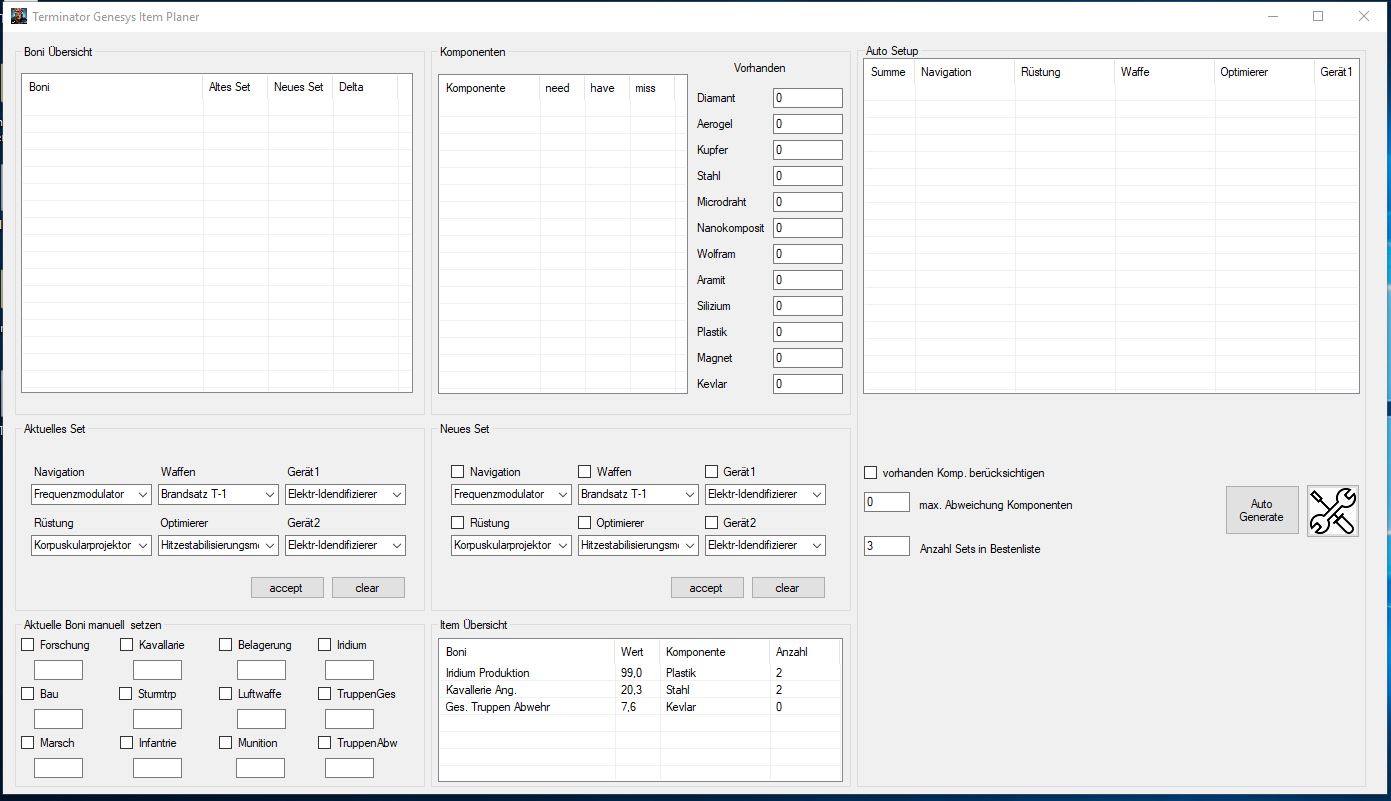 Terminator Genesys Item Planer
Boni Übersicht
Boni Altes Set Neues Set Delta
Komponenten
Komponente need have miss
Vorhanden
Diamant 0
Aerogel 0
Kupfer 0
Stahl 0
Microdraht 0
Nanokomposit 0
Wolfram 0
Aramit 0
Silizium 0
Plastik 0
Magnet 0
Kevlar 0
Auto Setup
Summe Navigation Rüstung Waffe Optimierer Gerät1
Aktuelles Set
Navigation Waffen Gerät1
Frequenzmodulator Brandsatz T-1 Elektr-Idendifizierer
Rüstung Optimierer Gerät2
Korpuskularprojektor Hitzestabilisierungsm Elektr-Idendifizierer
accept clear
Neues Set
Navigation Waffen Gerät1
Frequenzmodulator Brandsatz T-1 Elektr-Idendifizierer
Rüstung Optimierer Gerät2
Korpuskularprojektor Hitzestabilisierungsm Elektr-Idendifizierer
accept clear
vorhanden Komp. berücksichtigen
0 max. Abweichung Komponenten
3 Anzahl Sets in Bestenliste
Auto
Generate
Aktuelle Boni manuell setzen
Forschung Kavallarie Belagerung Iridium
Bau Sturmtrp Luftwaffe TruppenGes
Marsch Infantrie Munition TruppenAbw
Item Übersicht
Boni Wert Komponente Anzahl
Iridium Produktion 99,0 Plastik 2
Kavallerie Ang. 20,3 Stahl 2
Ges. Truppen Abwehr 7,6 Kevlar 0